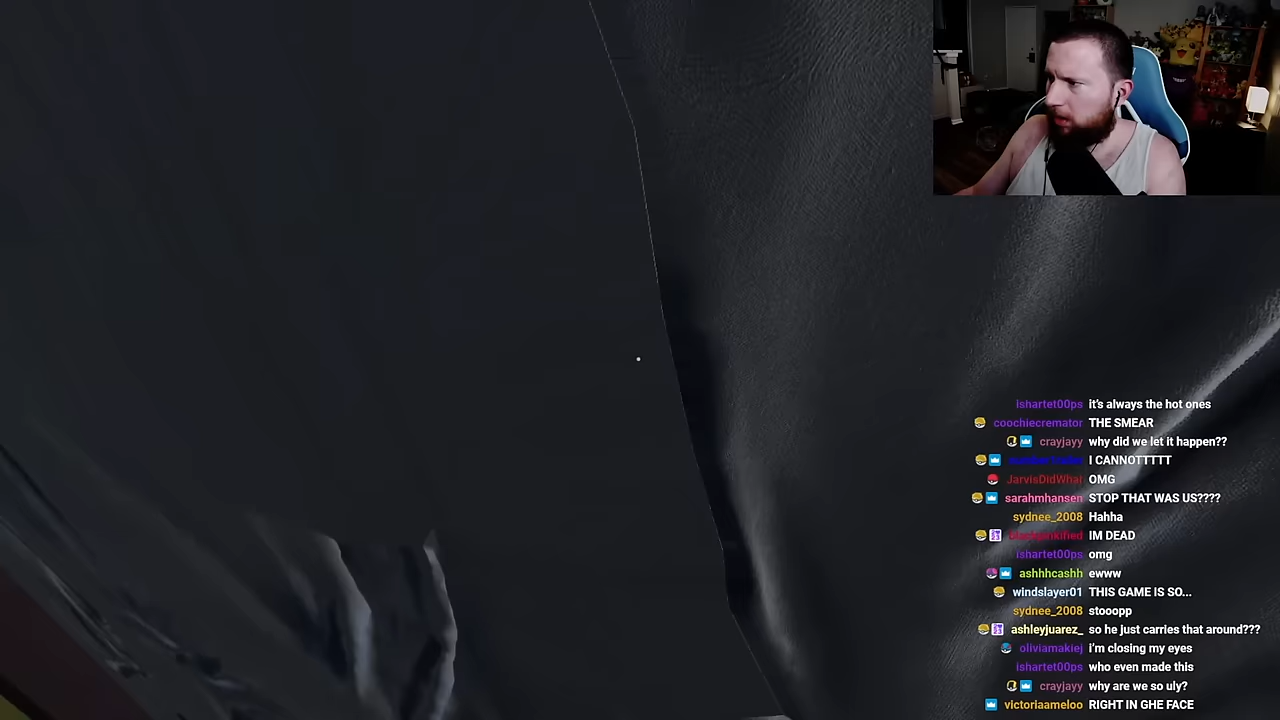 ishartet00ps it's always the hot ones
coochiecremator THE SMEAR
crayjayy why did we let it happen??
I CANNOTTTTT
JarvisDidWhat OMG
sarahmhansen STOP THAT WAS US????
sydnee_2008 Hahha
IM DEAD
ishartet00ps omg
ashhhcashh ewww
windslayer01 THIS GAME IS SO...
sydnee_2008 stooopp
ashleyjuarez_ so he just carries that around???
oliviamakiej i'm closing my eyes
ishartet00ps who even made this
crayjayy why are we so uly?
victoriaameloo RIGHT IN GHE FACE